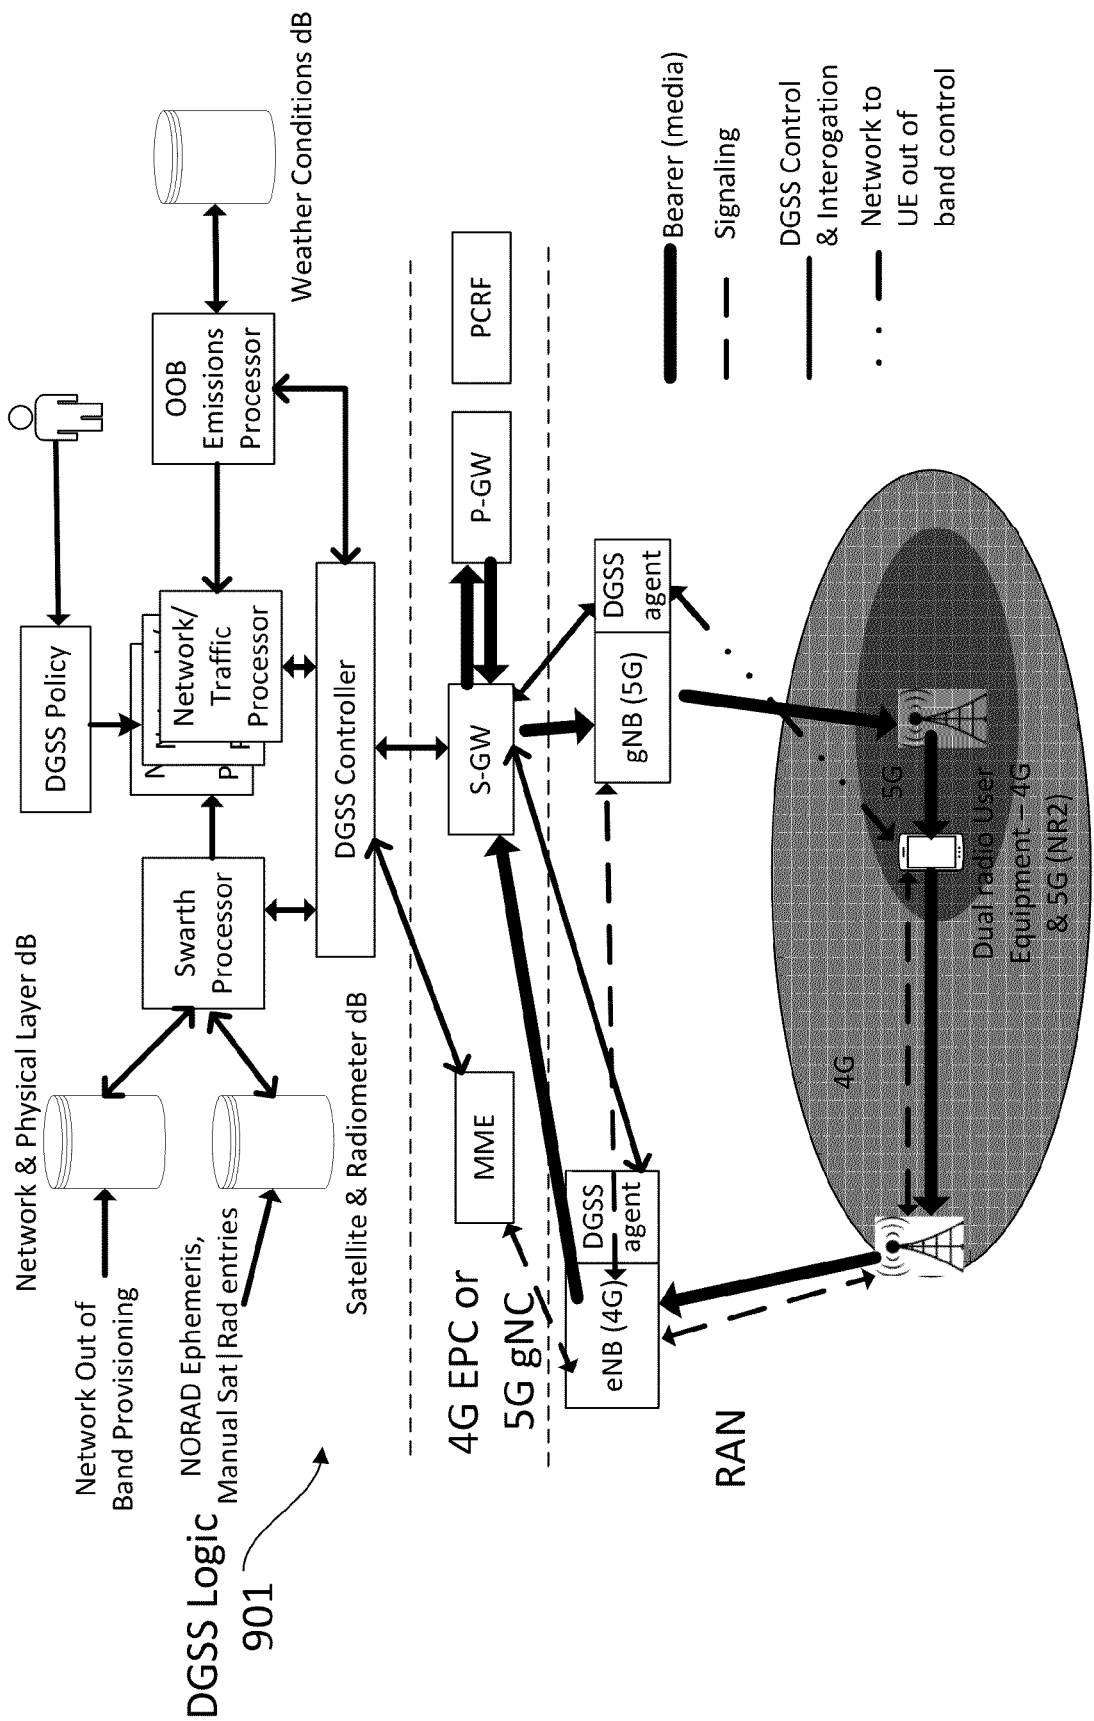 DGSS Logic
901
Network Out of
Band Provisioning
NORAD Ephemeris,
Manual Sat|Rad entries
Network & Physical Layer dB
Satellite & Radiometer dB
Swarth
Processor
DGSS Policy
N
P
Network/
Traffic
Processor
OOB
Emissions
Processor
Weather Conditions dB
DGSS Controller
4G EPC or
5G gNC
MME
S-GW
P-GW
PCRF
RAN
eNB (4G)
DGSS
agent
gNB (5G)
DGSS
agent
4G
5G
Dual radio User
Equipment – 4G
& 5G (NR2)
Bearer (media)
Signaling
DGSS Control
& Interogation
Network to
UE out of
band control